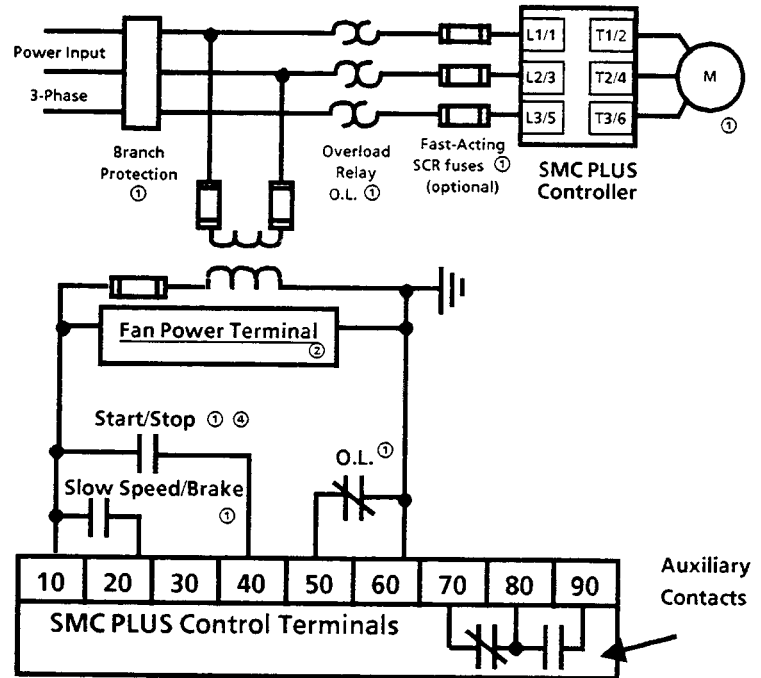 Power Input
3-Phase
L1/1 T1/2
L2/3 T2/4
L3/5 T3/6
M
①
Branch
Protection
①
Overload
Relay
O.L. ①
Fast-Acting
SCR fuses ①
(optional)
SMC PLUS
Controller
Fan Power Terminal
②
Start/Stop ① ④
O.L. ①
Slow Speed/Brake
①
10 20 30 40 50 60 70 80 90
SMC PLUS Control Terminals
Auxiliary
Contacts